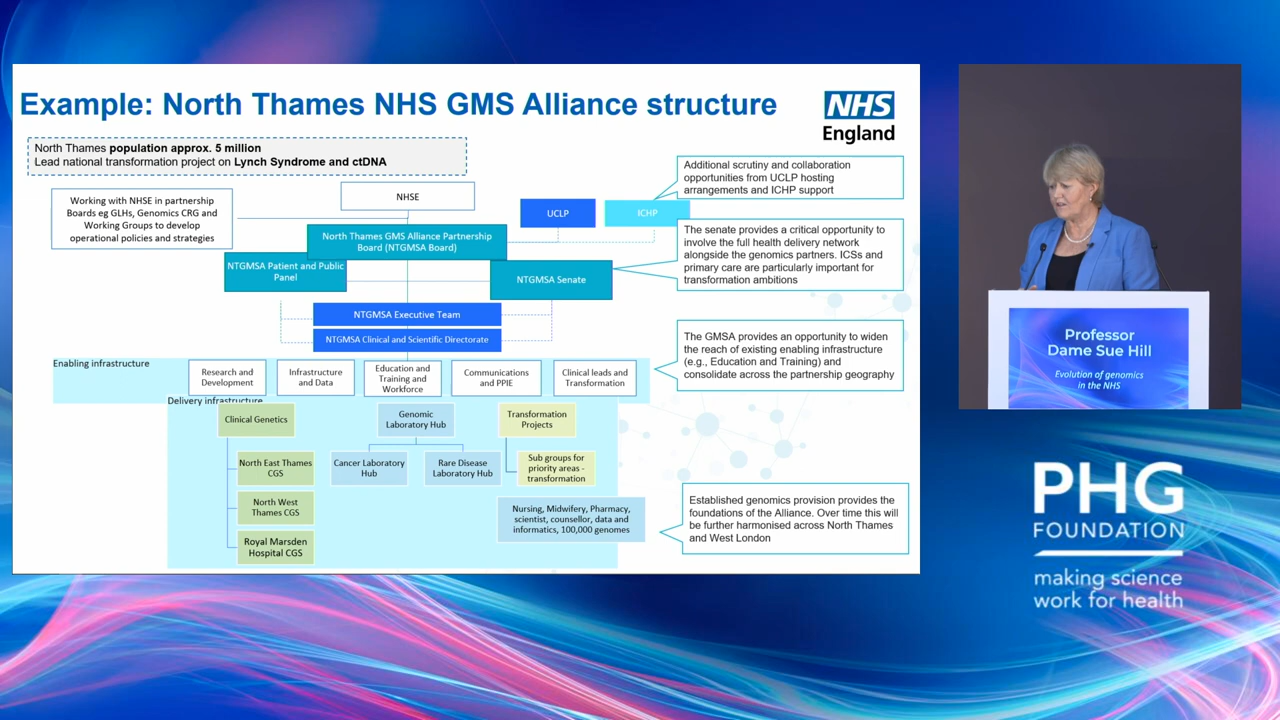 Example: North Thames NHS GMS Alliance structure
NHS
England
North Thames population approx. 5 million
Lead national transformation project on Lynch Syndrome and ctDNA
Working with NHSE in partnership
Boards eg GLHs, Genomics CRG and
Working Groups to develop
operational policies and strategies
NHSE
UCLP
ICHP
Additional scrutiny and collaboration
opportunities from UCLP hosting
arrangements and ICHP support
North Thames GMS Alliance Partnership
Board (NTGMSA Board)
NTGMSA Patient and Public
Panel
NTGMSA Senate
The senate provides a critical opportunity to
involve the full health delivery network
alongside the genomics partners. ICSs and
primary care are particularly important for
transformation ambitions
NTGMSA Executive Team
NTGMSA Clinical and Scientific Directorate
The GMSA provides an opportunity to widen
the reach of existing enabling infrastructure
(e.g., Education and Training) and
consolidate across the partnership geography
Enabling infrastructure
Research and
Development
Infrastructure
and Data
Education and
Training and
Workforce
Communications
and PPIE
Clinical leads and
Transformation
Delivery infrastructure
Clinical Genetics
Genomic
Laboratory Hub
Transformation
Projects
North East Thames
CGS
Cancer Laboratory
Hub
Rare Disease
Laboratory Hub
Sub groups for
priority areas -
transformation
North West
Thames CGS
Royal Marsden
Hospital CGS
Nursing, Midwifery, Pharmacy,
scientist, counsellor, data and
informatics, 100,000 genomes
Established genomics provision provides the
foundations of the Alliance. Over time this will
be further harmonised across North Thames
and West London
Professor
Dame Sue Hill
Evolution of genomics
in the NHS
PHG
FOUNDATION
making science
work for health